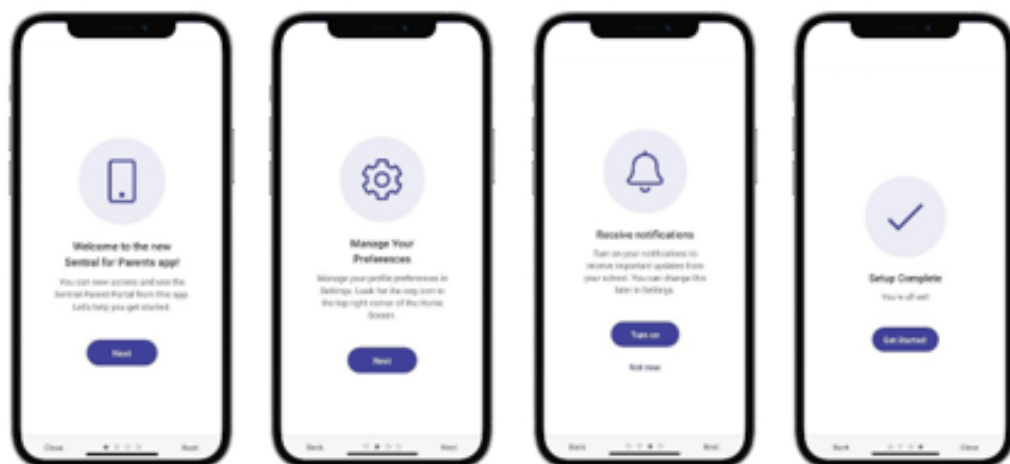 Welcome to the new
Sentral for Parents app!
You can now access and use the
Sentral Parent Portal from this app.
Let's help you get started.
Next
Close
Next
Manage Your
Preferences
Manage your profile preferences in
Settings. Look for the cog icon in
the top right corner of the Home
Screen.
Next
Back
Next
Receive notifications
Turn on your notifications to
receive important updates from
your school. You can change this
later in Settings.
Turn on
Not now
Back
Next
Setup Complete
You're all set!
Get Started
Back
Close